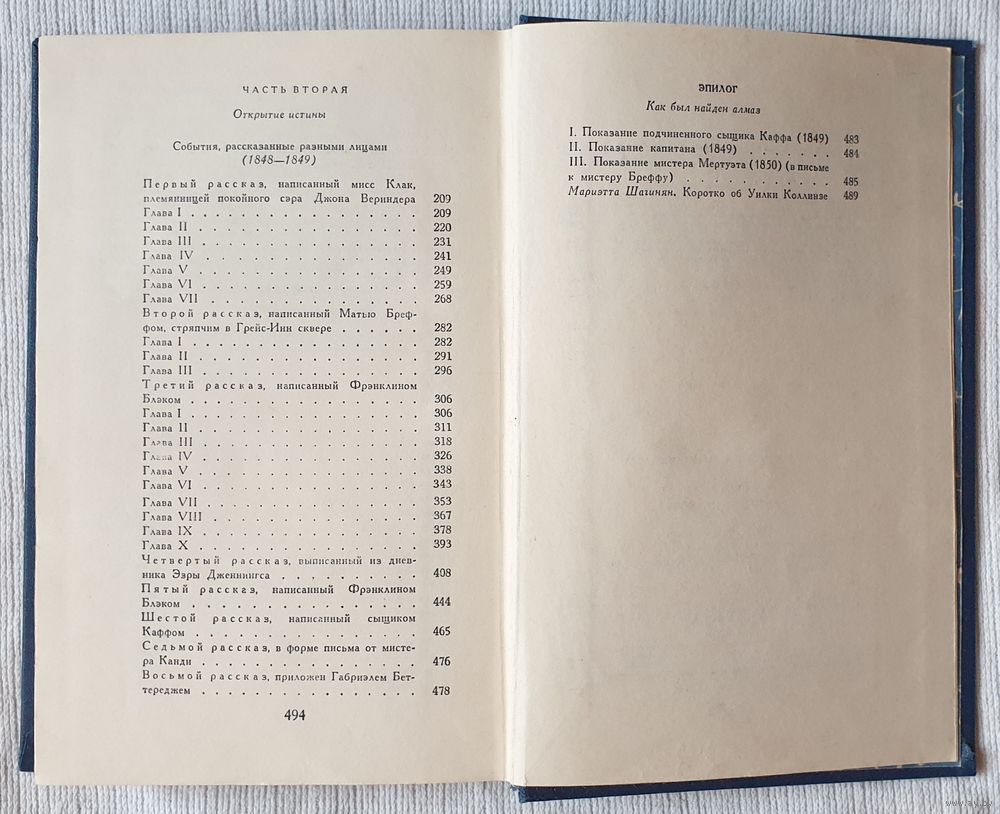 ЧАСТЬ ВТОРАЯ
Открытие истины
События, рассказанные разными лицами
(1848—1849)
Первый рассказ, написанный мисс Клак,
племянницей покойного сэра Джона Вериндера 209
Глава I . . . . . . . . . . . . . . . 209
Глава II . . . . . . . . . . . . . . . 220
Глава III . . . . . . . . . . . . . . 231
Глава IV . . . . . . . . . . . . . . 241
Глава V . . . . . . . . . . . . . . 249
Глава VI . . . . . . . . . . . . . . 259
Глава VII . . . . . . . . . . . . . . 268
Второй рассказ, написанный Матью Бреф-
фом, стряпчим в Грейс-Инн сквере . . . . . . 282
Глава I . . . . . . . . . . . . . . . 282
Глава II . . . . . . . . . . . . . . 291
Глава III . . . . . . . . . . . . . . 296
Третий рассказ, написанный Фрэнклином
Блэком . . . . . . . . . . . . . . . 306
Глава I . . . . . . . . . . . . . . . 306
Глава II . . . . . . . . . . . . . . 311
Глава III . . . . . . . . . . . . . . 318
Глава IV . . . . . . . . . . . . . . 326
Глава V . . . . . . . . . . . . . . 338
Глава VI . . . . . . . . . . . . . . 343
Глава VII . . . . . . . . . . . . . . 353
Глава VIII . . . . . . . . . . . . . 367
Глава IX . . . . . . . . . . . . . . 378
Глава X . . . . . . . . . . . . . . 393
Четвертый рассказ, выписанный из днев-
ника Эзры Дженнингса . . . . . . . . . 408
Пятый рассказ, написанный Фрэнклином
Блэком . . . . . . . . . . . . . . . 444
Шестой рассказ, написанный сыщиком
Каффом . . . . . . . . . . . . . . . 465
Седьмой рассказ, в форме письма от мисте-
ра Канди . . . . . . . . . . . . . . 476
Восьмой рассказ, приложен Габриэлем Бет-
тереджем . . . . . . . . . . . . . . 478
494
ЭПИЛОГ
Как был найден алмаз
I. Показание подчиненного сыщика Каффа (1849) 483
II. Показание капитана (1849) . . . . . . . 484
III. Показание мистера Мертуэта (1850) (в письме
к мистеру Бреффу) . . . . . . . . . . 485
Мариэтта Шагинян. Коротко об Уилки Коллинзе 489
www.ay.by